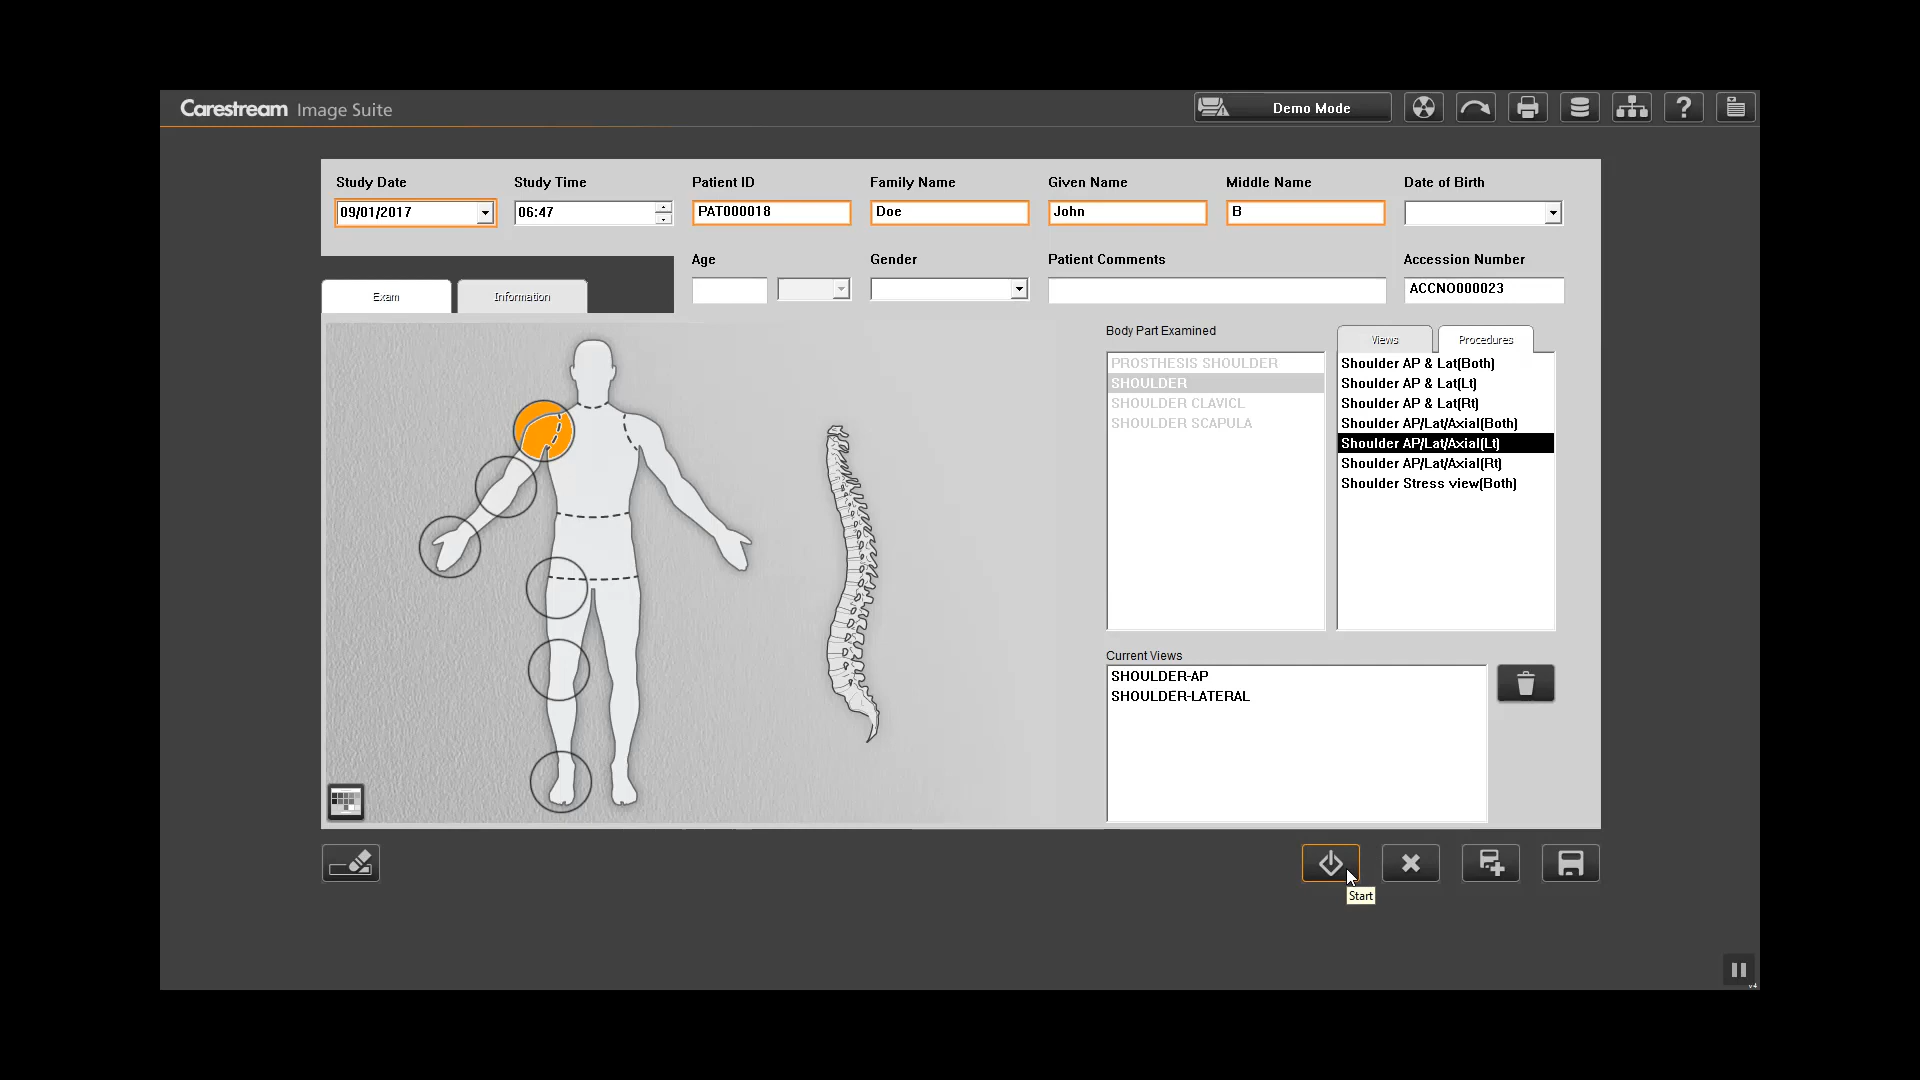 Carestream Image Suite
Demo Mode
?
Study Date
Study Time
Patient ID
Family Name
Given Name
Middle Name
Date of Birth
09/01/2017
06:47
PAT000018
Doe
John
B
Age
Gender
Patient Comments
Accession Number
ACCNO000023
Exam
Information
Body Part Examined
PROSTHESIS SHOULDER
SHOULDER
SHOULDER CLAVICL
SHOULDER SCAPULA
Views
Procedures
Shoulder AP & Lat(Both)
Shoulder AP & Lat(Lt)
Shoulder AP & Lat(Rt)
Shoulder AP/Lat/Axial(Both)
Shoulder AP/Lat/Axial(Lt)
Shoulder AP/Lat/Axial(Rt)
Shoulder Stress view(Both)
Current Views
SHOULDER-AP
SHOULDER-LATERAL
Start
v4